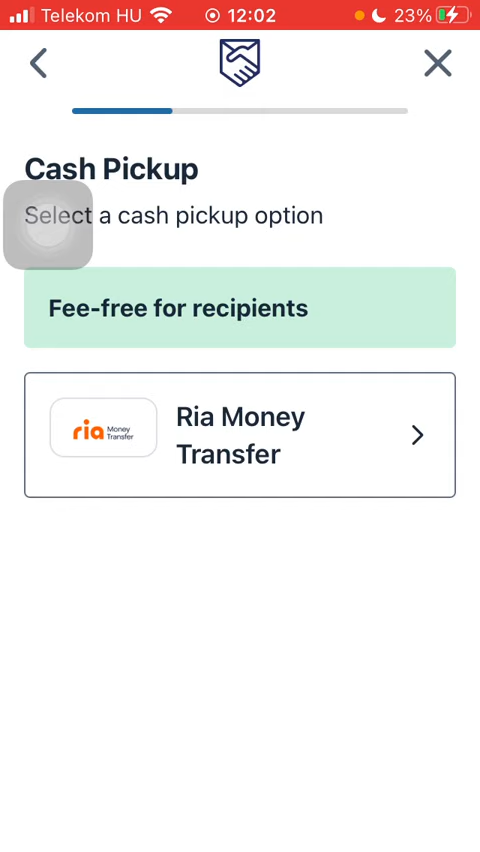 Telekom HU 12:02 23%
Cash Pickup
Select a cash pickup option
Fee-free for recipients
ria Money Transfer
Ria Money
Transfer